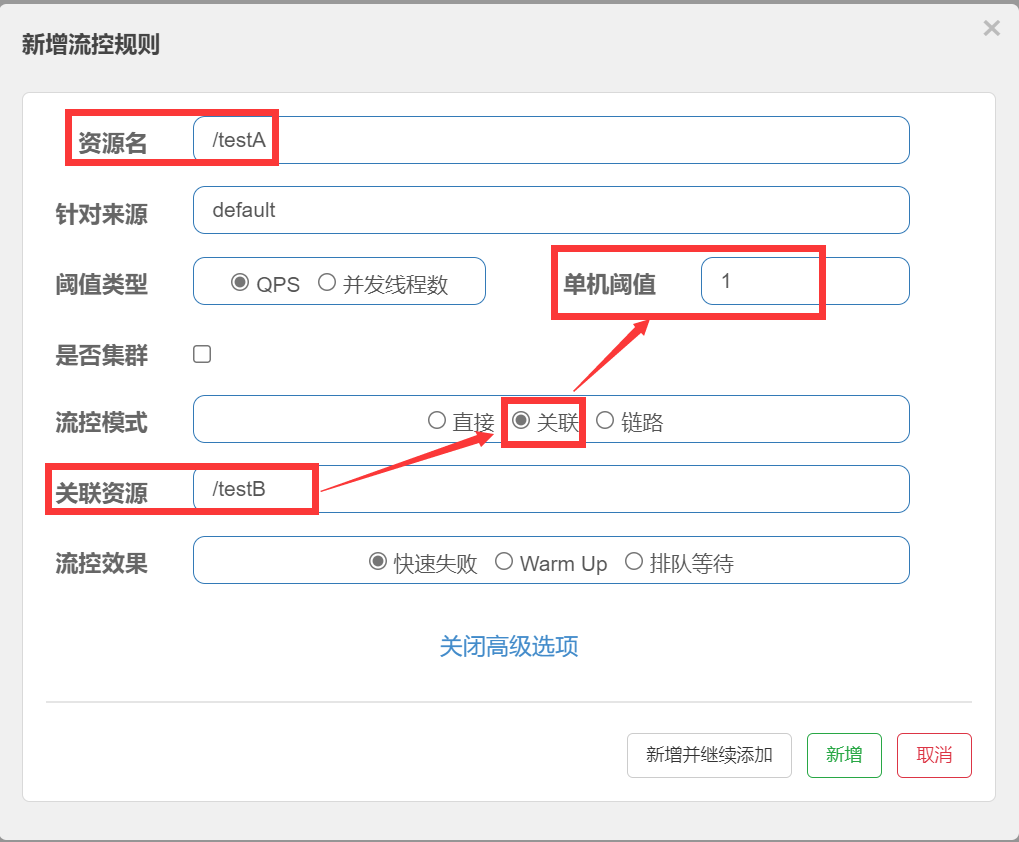 新增流控规则
×
资源名 /testA
针对来源 default
阈值类型 QPS 并发线程数 单机阈值 1
是否集群
流控模式 直接 关联 链路
关联资源 /testB
流控效果 快速失败 Warm Up 排队等待
关闭高级选项
新增并继续添加 新增 取消